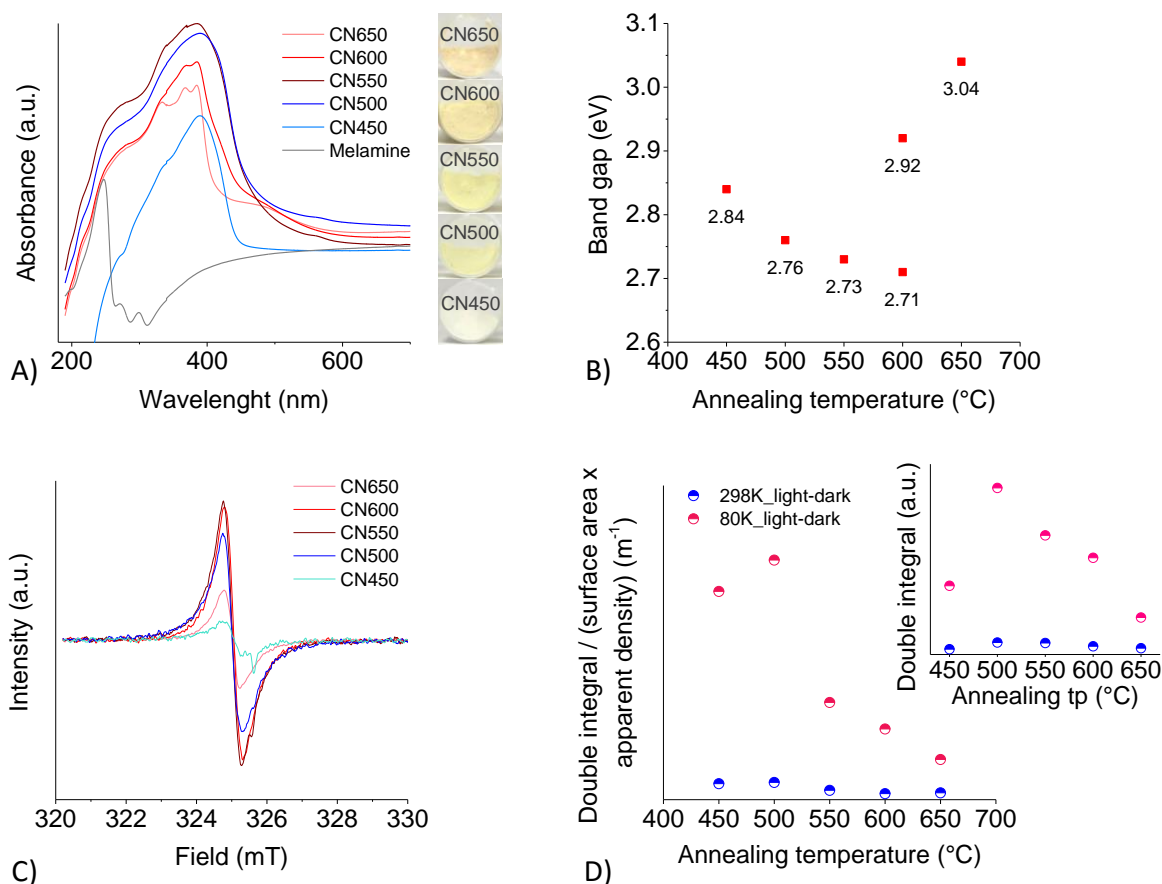 CN650
CN600
CN550
CN500
CN450
Melamine
Absorbance (a.u.)
200 400 600
Wavelenght (nm)
A)
CN650
CN600
CN550
CN500
CN450
3.1
3.0
2.9
2.8
2.7
2.6
Band gap (eV)
3.04
2.92
2.84
2.76
2.73
2.71
400 450 500 550 600 650 700
Annealing temperature (°C)
B)
CN650
CN600
CN550
CN500
CN450
Intensity (a.u.)
320 322 324 326 328 330
Field (mT)
C)
Double integral / (surface area x
apparent density) (m⁻¹)
298K_light-dark
80K_light-dark
400 450 500 550 600 650 700
Annealing temperature (°C)
D)
Double integral (a.u.)
450 500 550 600 650
Annealing tp (°C)